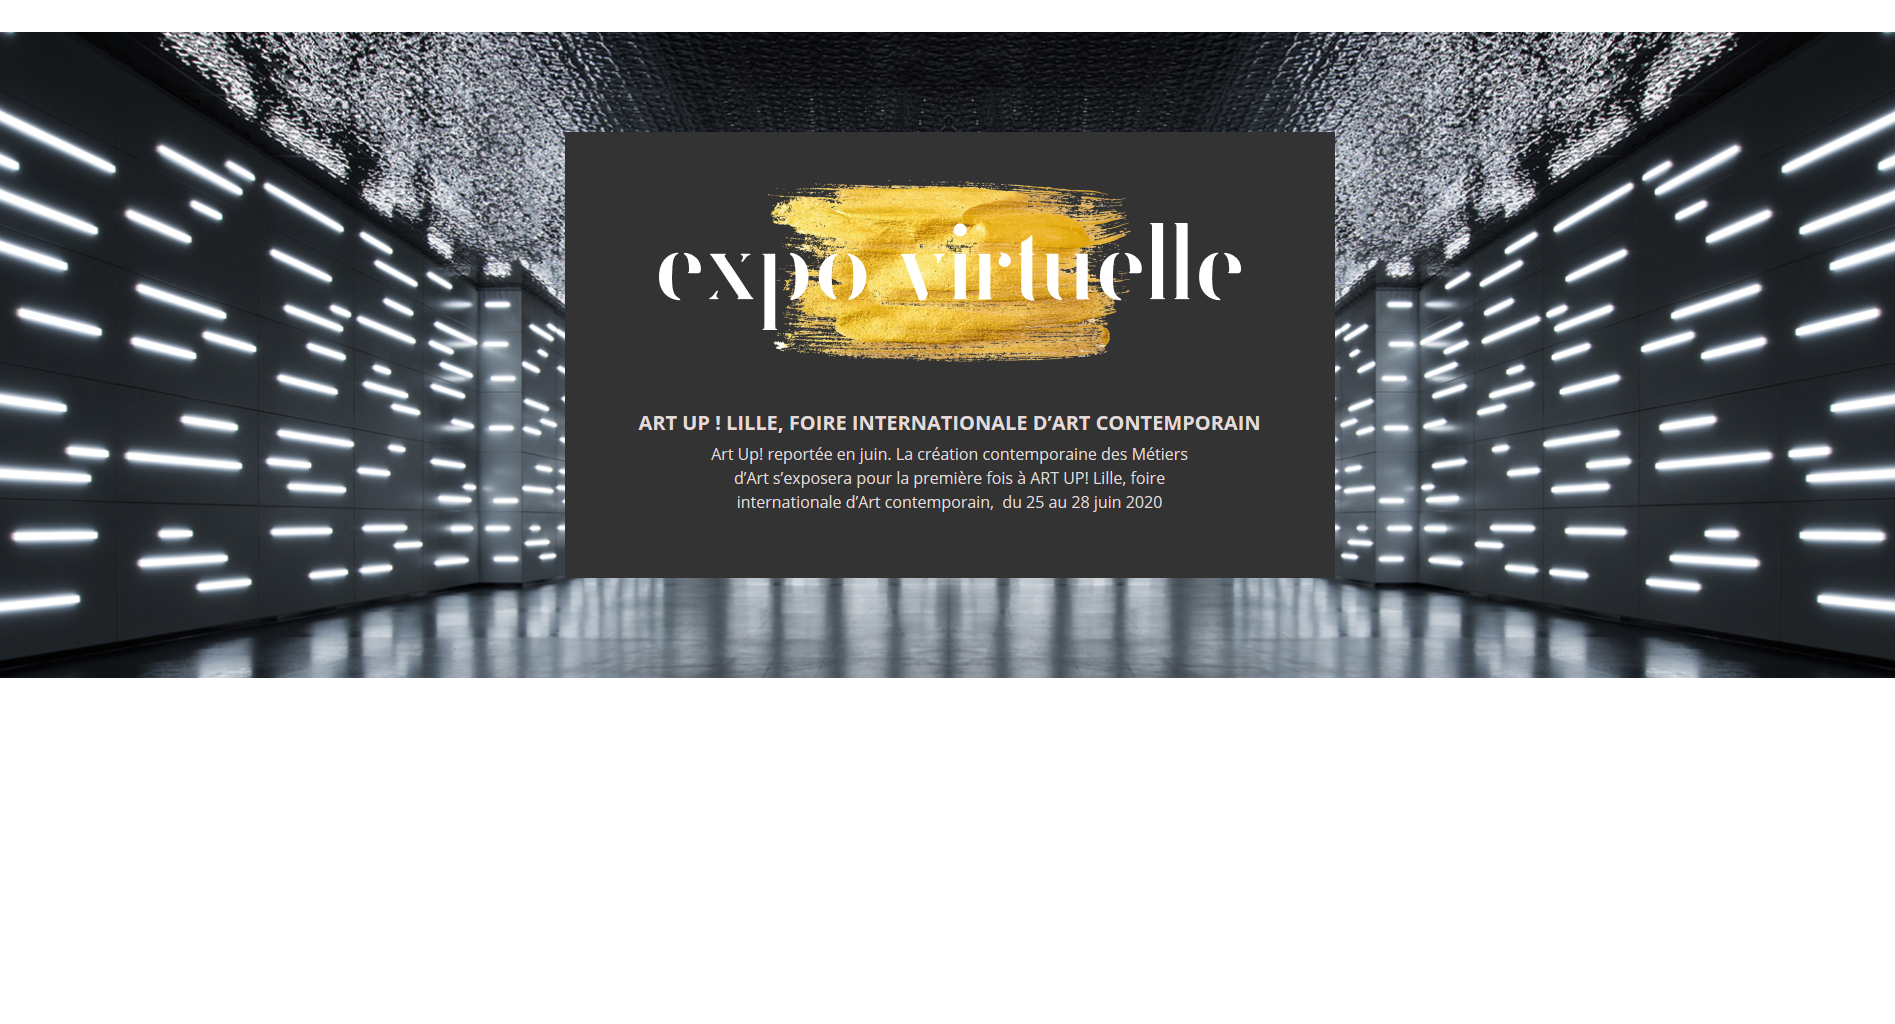 expo virtuelle
ART UP ! LILLE, FOIRE INTERNATIONALE D’ART CONTEMPORAIN
Art Up! reportée en juin. La création contemporaine des Métiers
d’Art s’exposera pour la première fois à ART UP! Lille, foire
internationale d’Art contemporain,  du 25 au 28 juin 2020